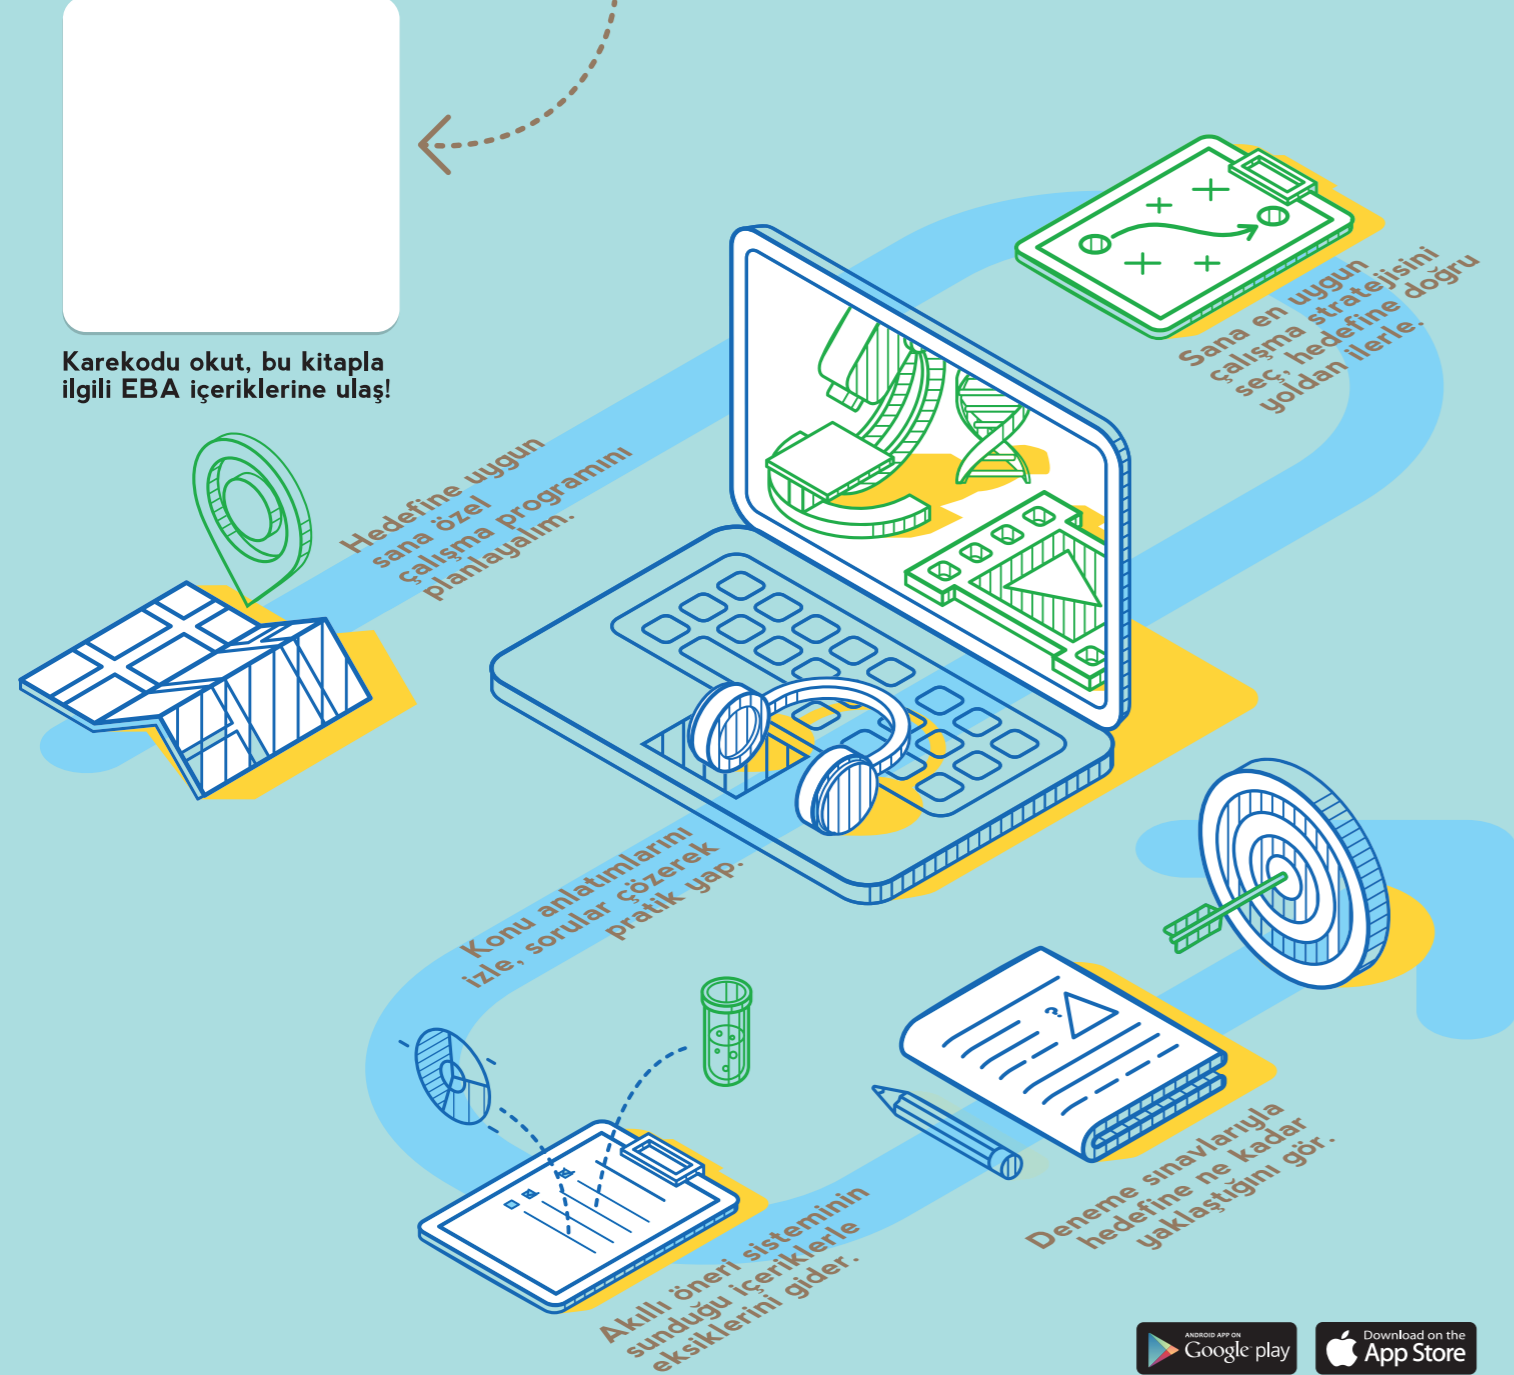 Karekodu okut, bu kitapla
ilgili EBA içeriklerine ulaş!
Sana en uygun
çalışma stratejisini
seç, hedefine doğru
yoldan ilerle.
Hedefine uygun
sana özel
çalışma programını
planlayalım.
Konu anlatımlarını
izle, sorular çözerek
pratik yap.
Deneme sınavlarıyla
hedefine ne kadar
yaklaştığını gör.
Akıllı öneri sisteminin
sunduğu içeriklerle
eksiklerini gider.
ANDROID APP ON
Google play
Download on the
App Store